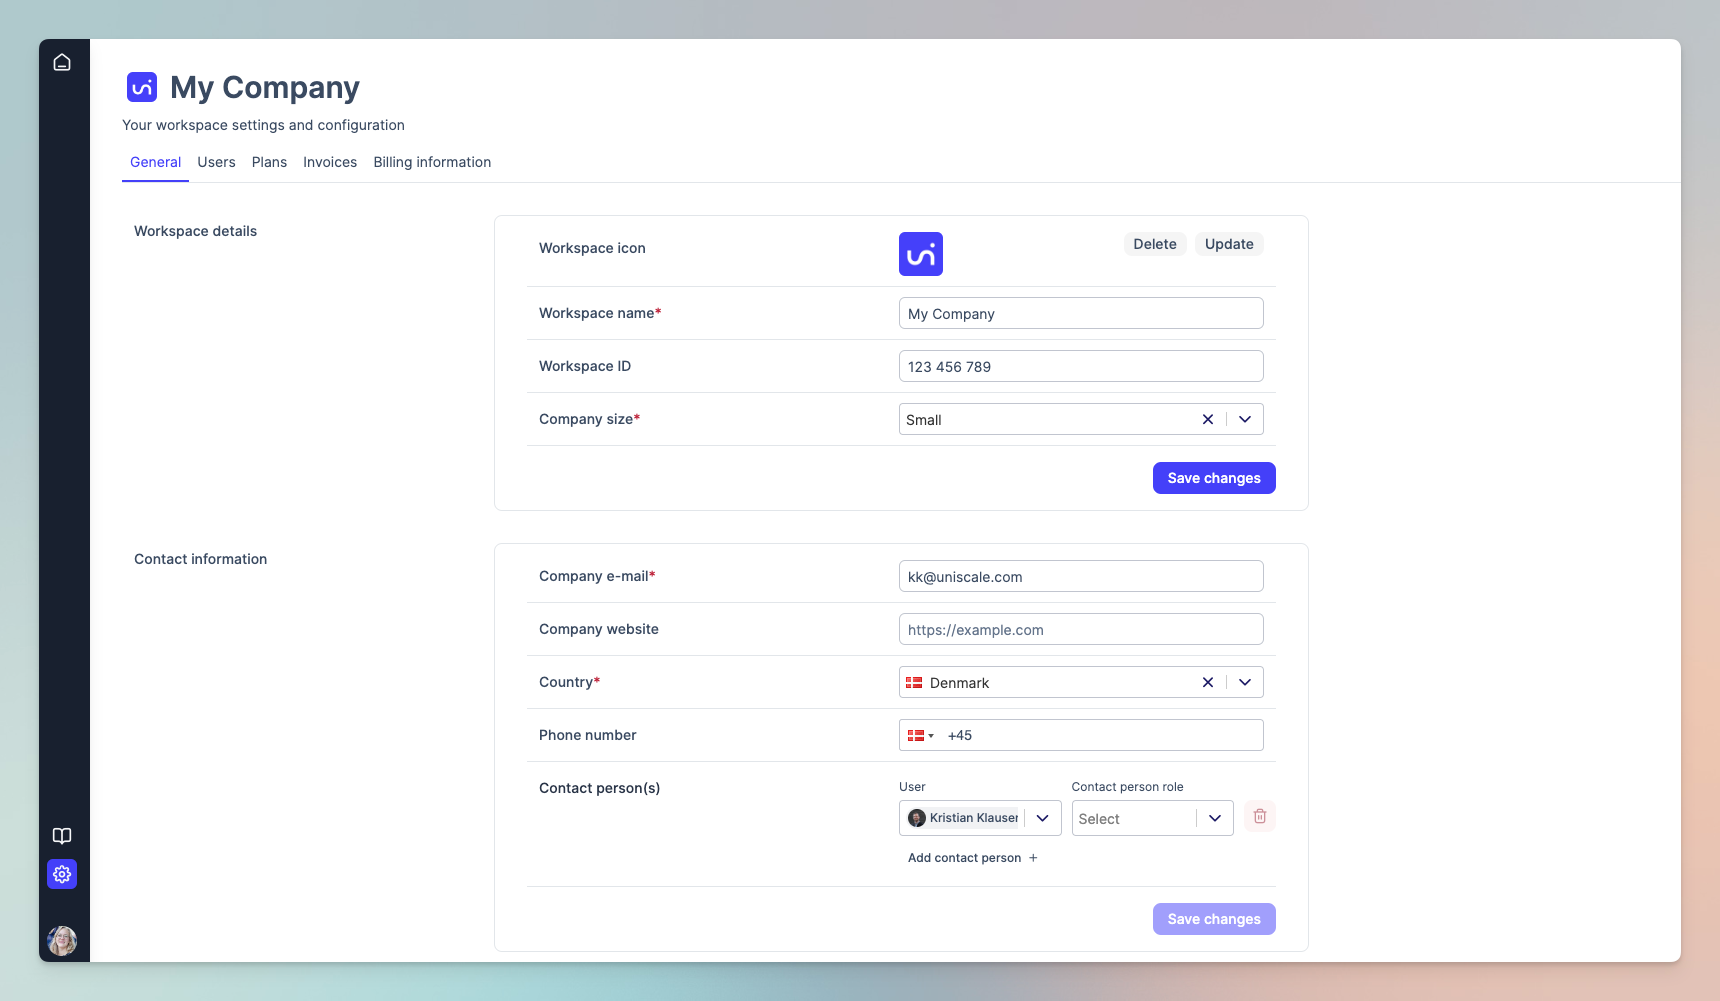 My Company
Your workspace settings and configuration
General Users Plans Invoices Billing information
Workspace details
Workspace icon
Delete Update
Workspace name*
My Company
Workspace ID
123 456 789
Company size*
Small
Save changes
Contact information
Company e-mail*
kk@uniscale.com
Company website
https://example.com
Country*
Denmark
Phone number
+45
Contact person(s)
User
Contact person role
Kristian Klausen
Select
Add contact person +
Save changes